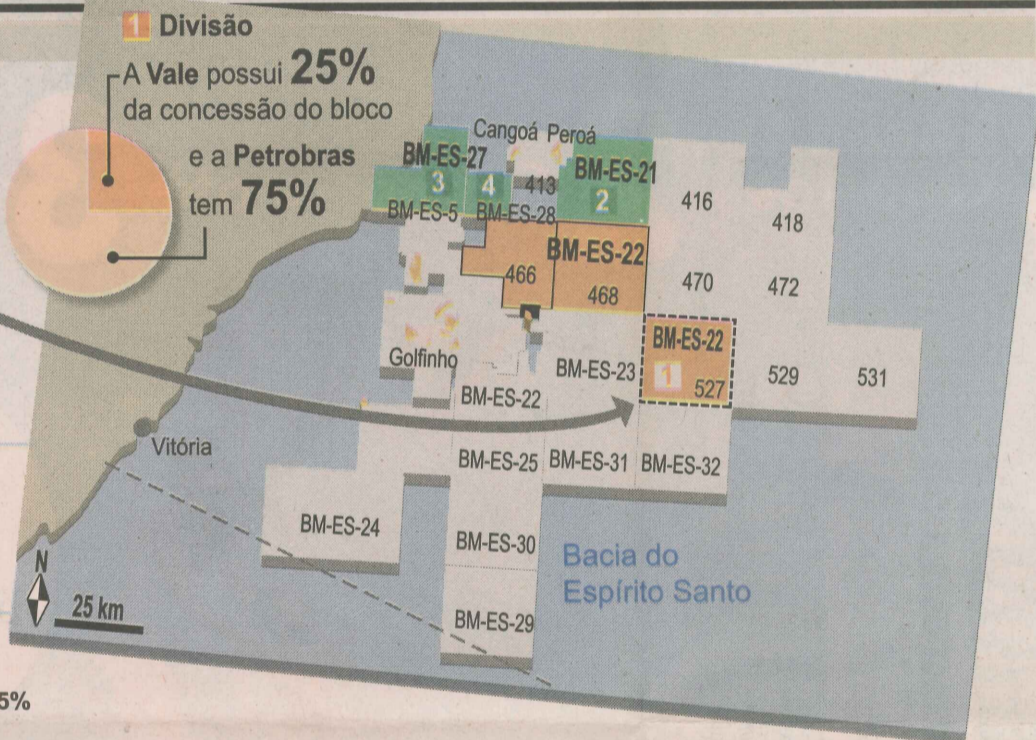 1 Divisão
A Vale possui 25%
da concessão do bloco
e a Petrobras
tem 75%
Cangoá Peroá
BM-ES-27
BM-ES-21
3
4
413
2
416
BM-ES-5
BM-ES-28
418
BM-ES-22
466
468
470
472
BM-ES-22
1
527
529
531
Golfinho
BM-ES-23
BM-ES-22
Vitória
BM-ES-25
BM-ES-31
BM-ES-32
BM-ES-24
BM-ES-30
Bacia do
Espírito Santo
N
25 km
BM-ES-29
5%